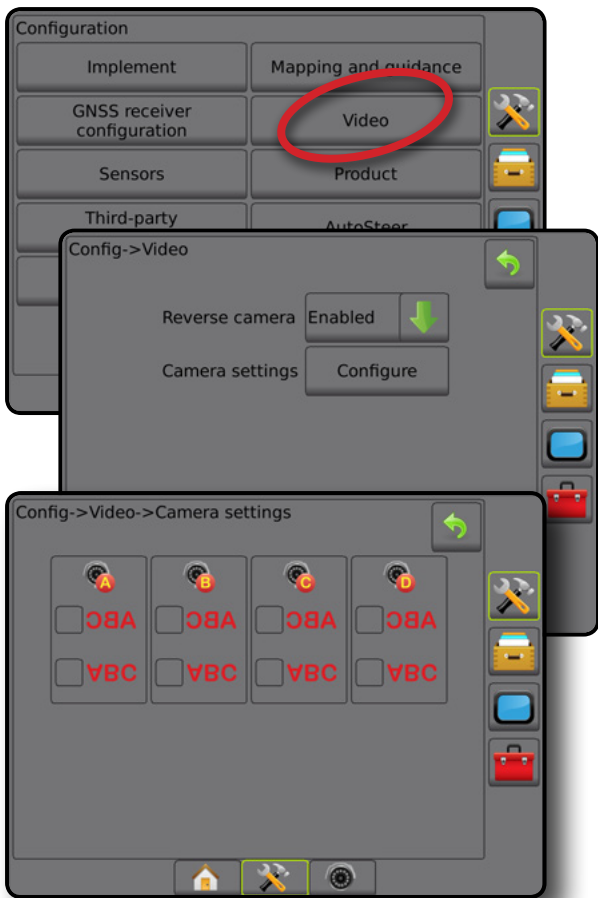 Configuration
Implement
Mapping and guidance
GNSS receiver
configuration
Video
Sensors
Product
Third-party
AutoSteer
Config->Video
Reverse camera
Enabled
Camera settings
Configure
Config->Video->Camera settings
A
B
C
D
ABC
ABC
ABC
ABC
ABC
ABC
ABC
ABC